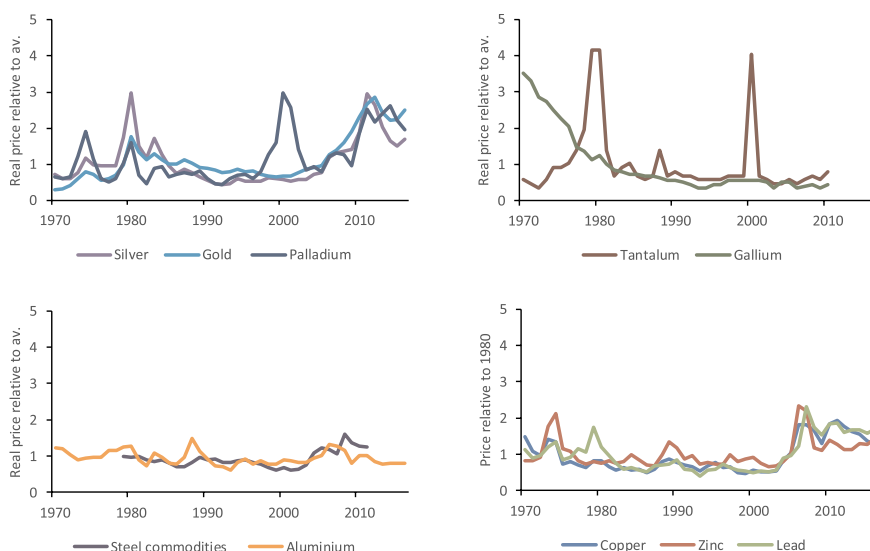 Real price relative to av.
5
4
3
2
1
0
1970 1980 1990 2000 2010
Silver Gold Palladium
Real price relative to av.
5
4
3
2
1
0
1970 1980 1990 2000 2010
Tantalum Gallium
Real price relative to av.
5
4
3
2
1
0
1970 1980 1990 2000 2010
Steel commodities Aluminium
Price relative to 1980
5
4
3
2
1
0
1970 1980 1990 2000 2010
Copper Zinc Lead